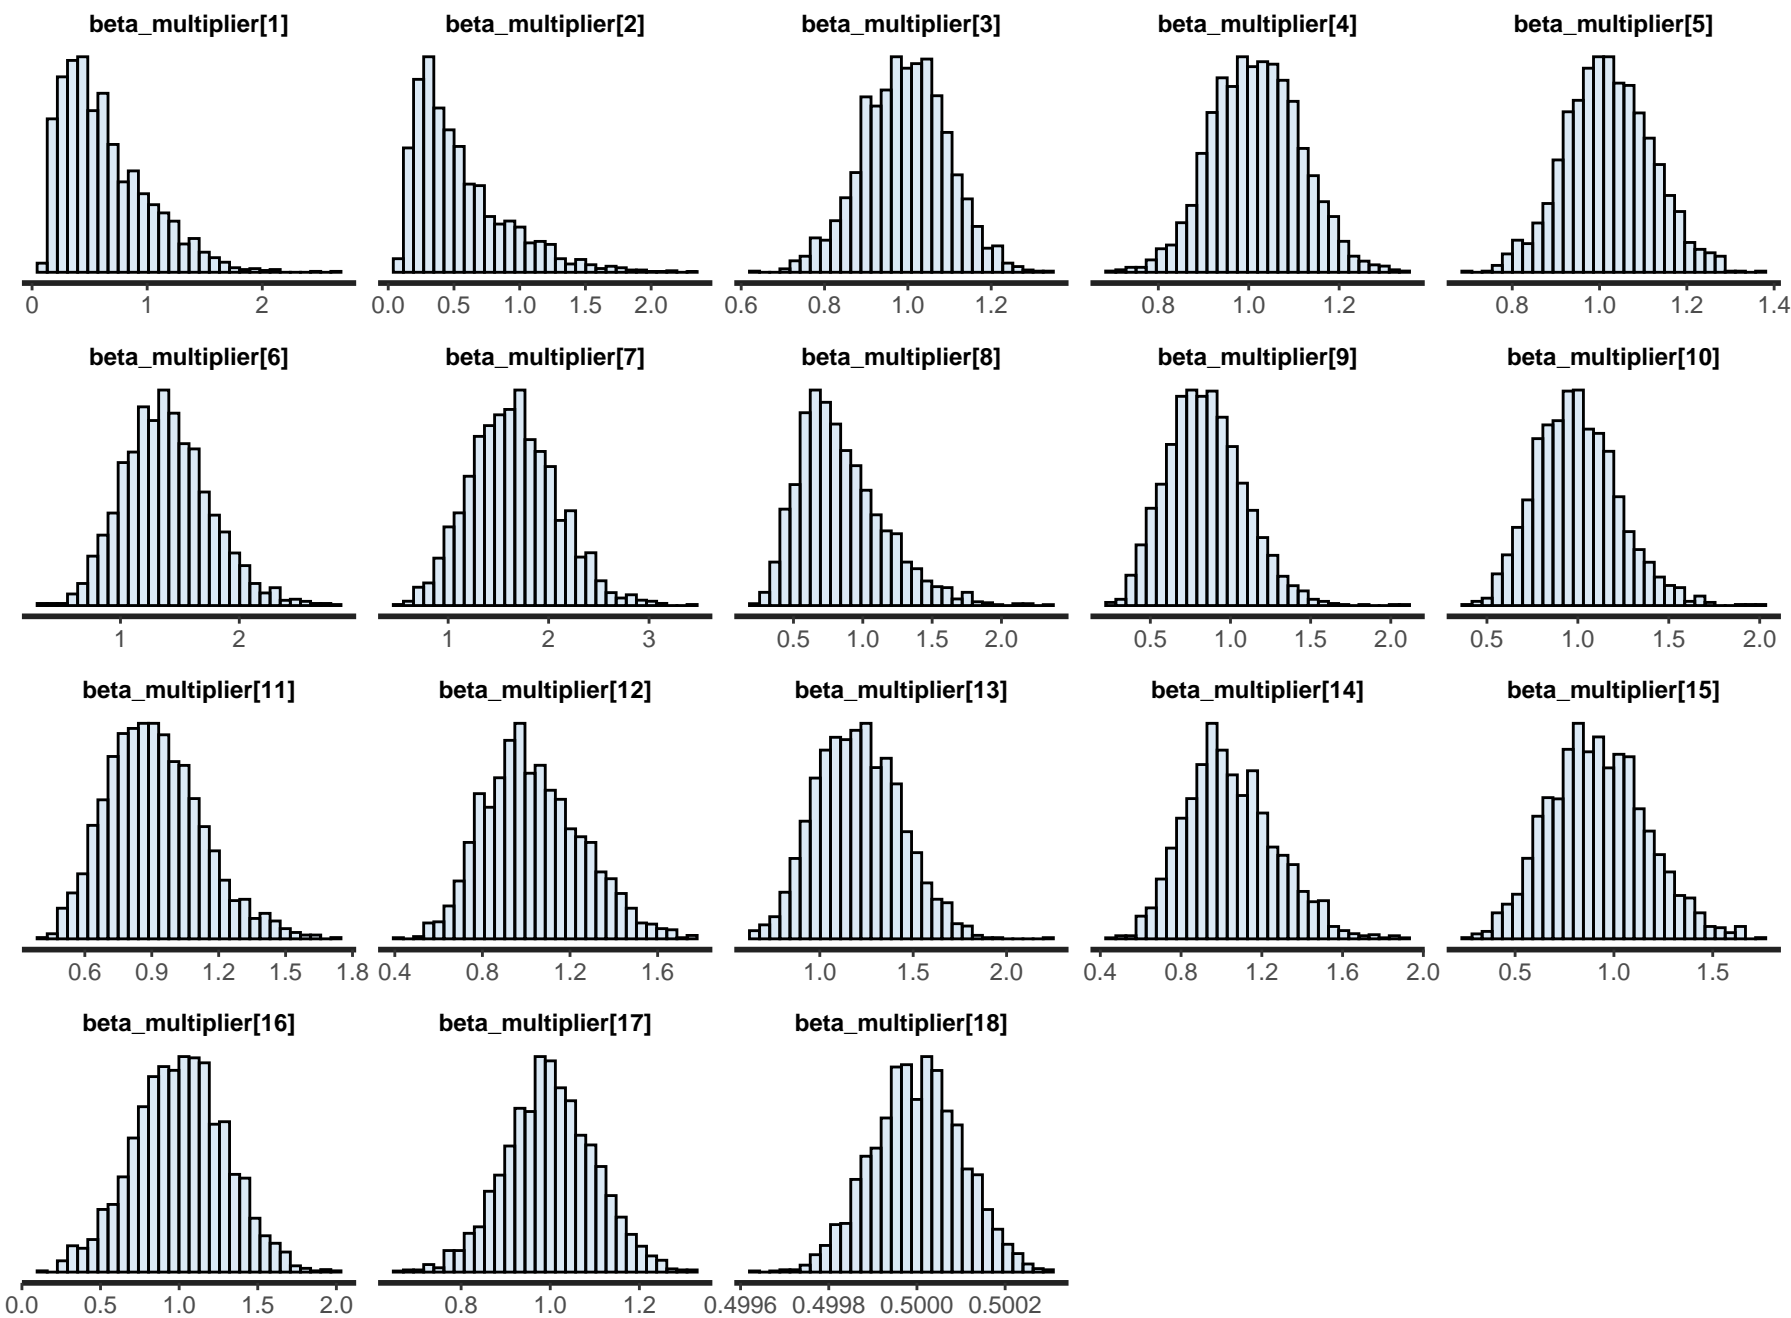 beta_multiplier[1] beta_multiplier[2] beta_multiplier[3] beta_multiplier[4] beta_multiplier[5]
0 1 2 0.0 0.5 1.0 1.5 2.0 0.6 0.8 1.0 1.2 0.8 1.0 1.2 0.8 1.0 1.2 1.4
beta_multiplier[6] beta_multiplier[7] beta_multiplier[8] beta_multiplier[9] beta_multiplier[10]
1 2 1 2 3 0.5 1.0 1.5 2.0 0.5 1.0 1.5 2.0 0.5 1.0 1.5 2.0
beta_multiplier[11] beta_multiplier[12] beta_multiplier[13] beta_multiplier[14] beta_multiplier[15]
0.6 0.9 1.2 1.5 1.8 0.4 0.8 1.2 1.6 1.0 1.5 2.0 0.4 0.8 1.2 1.6 2.0 0.5 1.0 1.5
beta_multiplier[16] beta_multiplier[17] beta_multiplier[18]
0.0 0.5 1.0 1.5 2.0 0.8 1.0 1.2 0.4996 0.4998 0.5000 0.5002